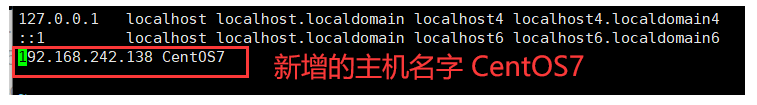 127.0.0.1   localhost localhost.localdomain localhost4 localhost4.localdomain4
::1         localhost localhost.localdomain localhost6 localhost6.localdomain6
192.168.242.138 CentOS7 新增的主机名字 CentOS7